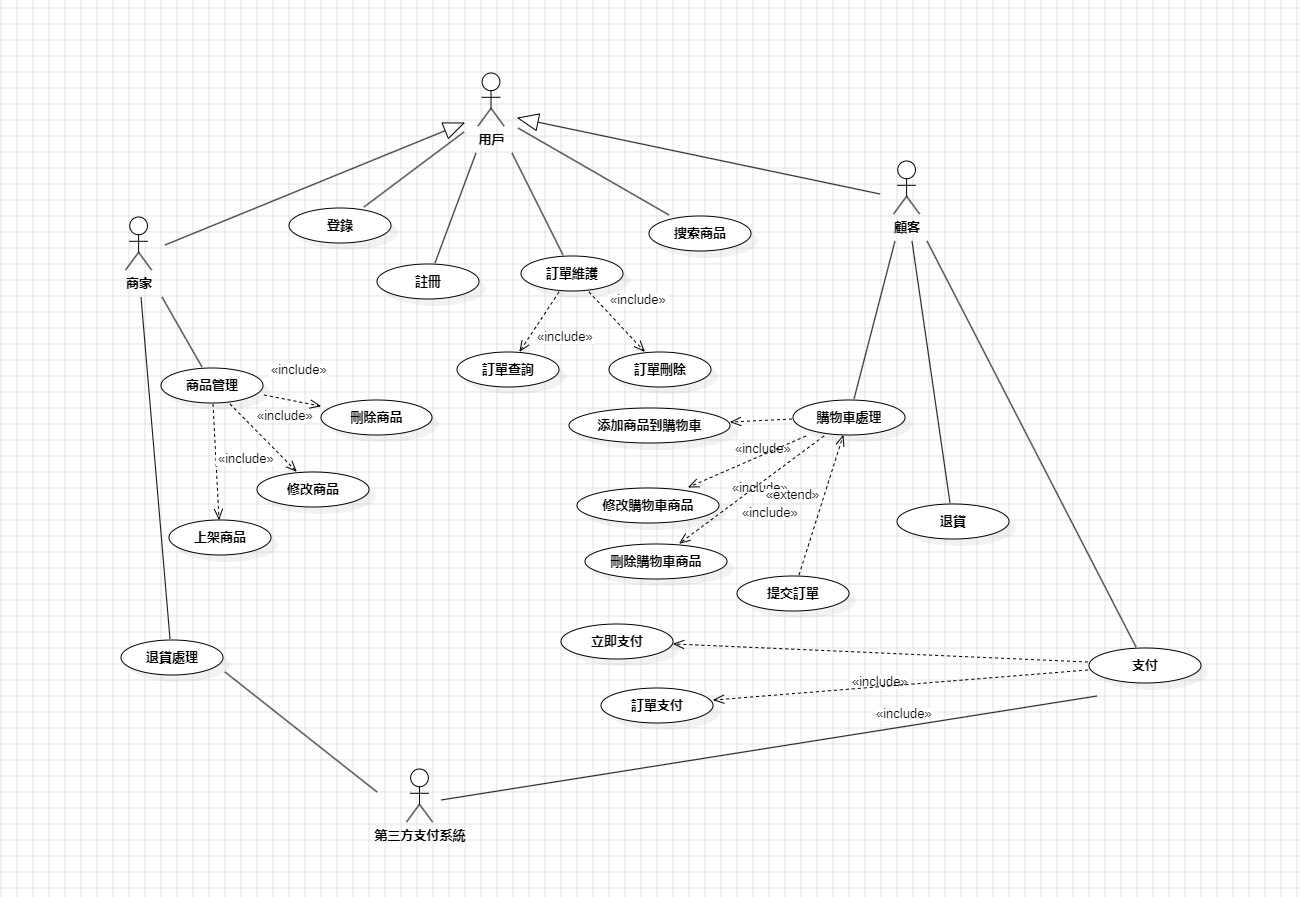 用戶
顧客
商家
登錄
搜索商品
註冊
訂單維護
«include»
«include»
訂單查詢
訂單刪除
商品管理
«include»
刪除商品
«include»
«include»
修改商品
上架商品
添加商品到購物車
購物車處理
«include»
«include»
«extend»
«include»
修改購物車商品
刪除購物車商品
提交訂單
退貨
立即支付
支付
退貨處理
«include»
訂單支付
«include»
第三方支付系統